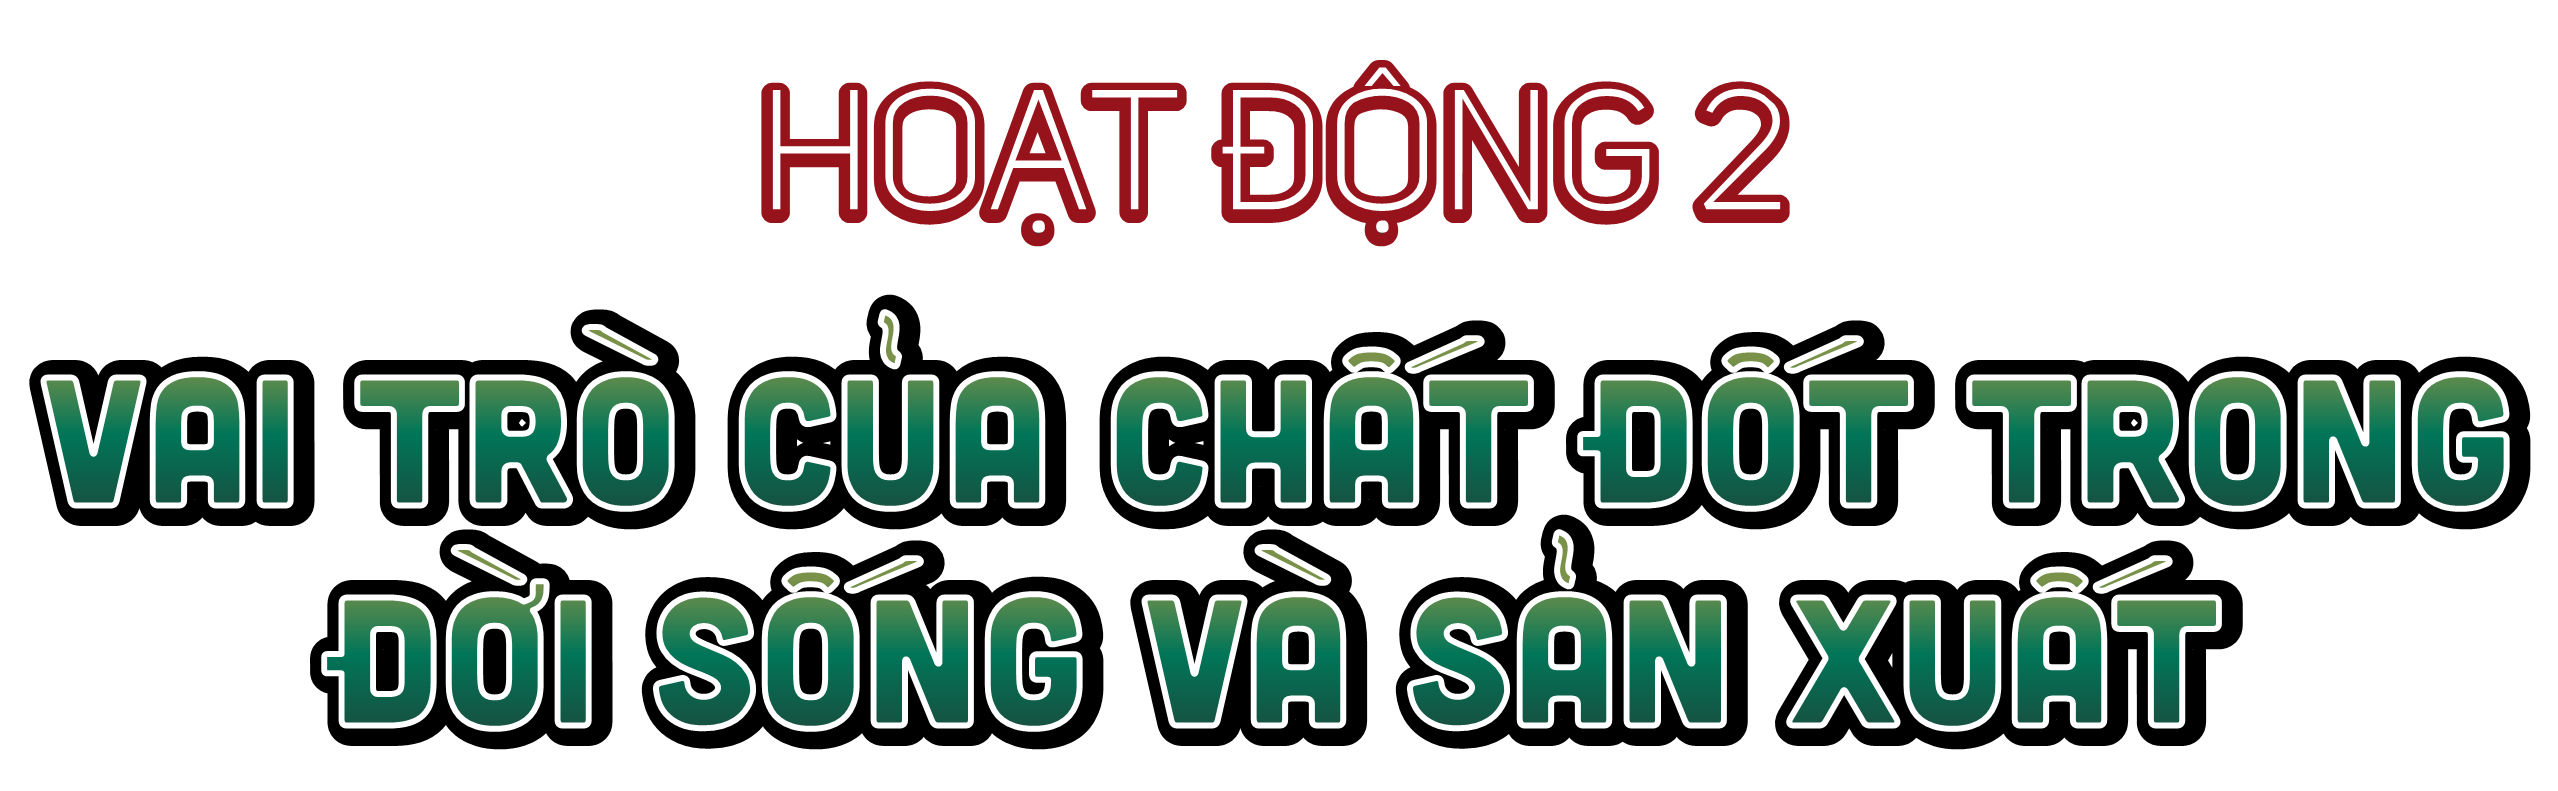 HOẠT ĐỘNG 2
VAI TRÒ CỦA CHẤT ĐỐT TRONG
ĐỜI SỐNG VÀ SẢN XUẤT